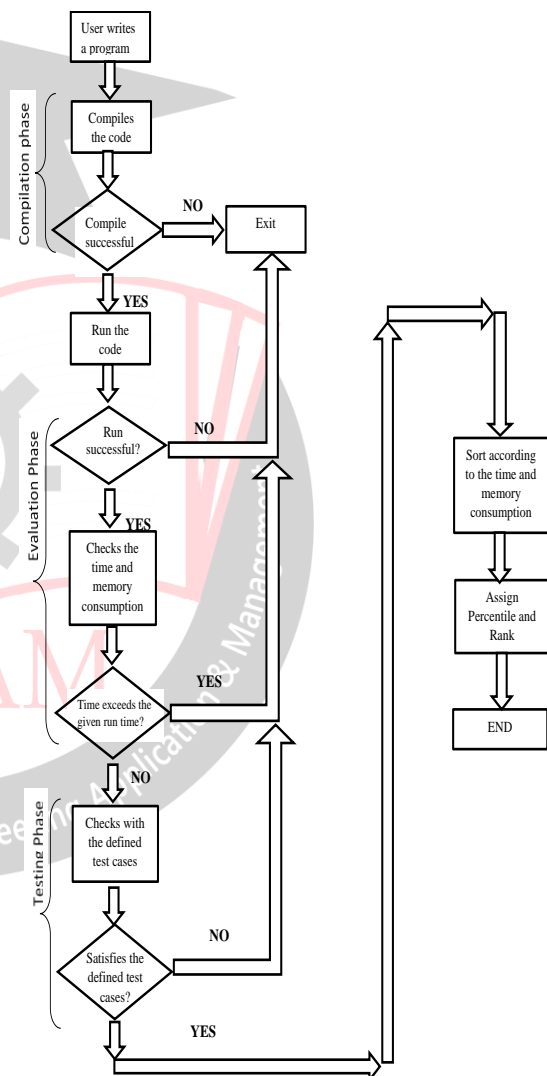 User writes
a program
Compilation phase
Compiles
the code
Compile
successful
NO
Exit
YES
Run the
code
Evaluation Phase
Run
successful?
NO
YES
Checks the
time and
memory
consumption
Time exceeds the
given run time?
YES
NO
Testing Phase
Checks with
the defined
test cases
Satisfies the
defined test
cases?
NO
YES
Sort according
to the time and
memory
consumption
Assign
Percentile and
Rank
END
AM
Application & Management